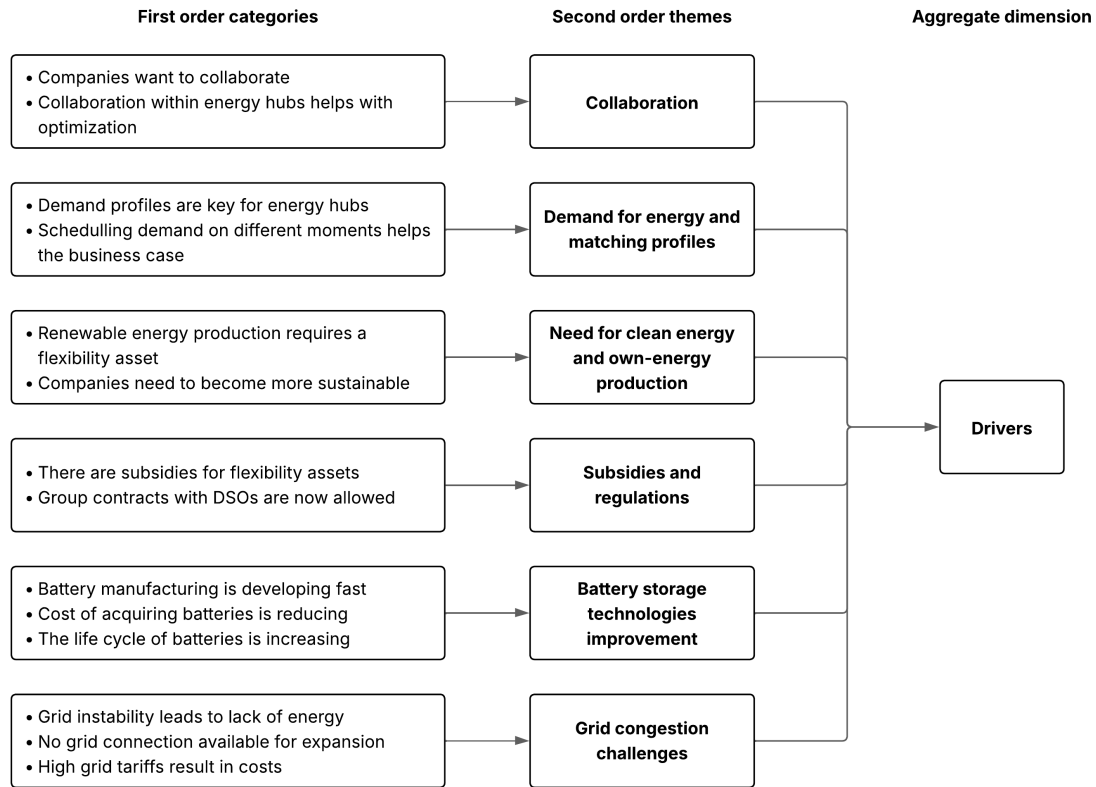 First order categories
Second order themes
Aggregate dimension
• Companies want to collaborate
• Collaboration within energy hubs helps with
optimization
Collaboration
• Demand profiles are key for energy hubs
• Schedulling demand on different moments helps
the business case
Demand for energy and
matching profiles
• Renewable energy production requires a
flexibility asset
• Companies need to become more sustainable
Need for clean energy
and own-energy
production
• There are subsidies for flexibility assets
• Group contracts with DSOs are now allowed
Subsidies and
regulations
• Battery manufacturing is developing fast
• Cost of acquiring batteries is reducing
• The life cycle of batteries is increasing
Battery storage
technologies
improvement
• Grid instability leads to lack of energy
• No grid connection available for expansion
• High grid tariffs result in costs
Grid congestion
challenges
Drivers